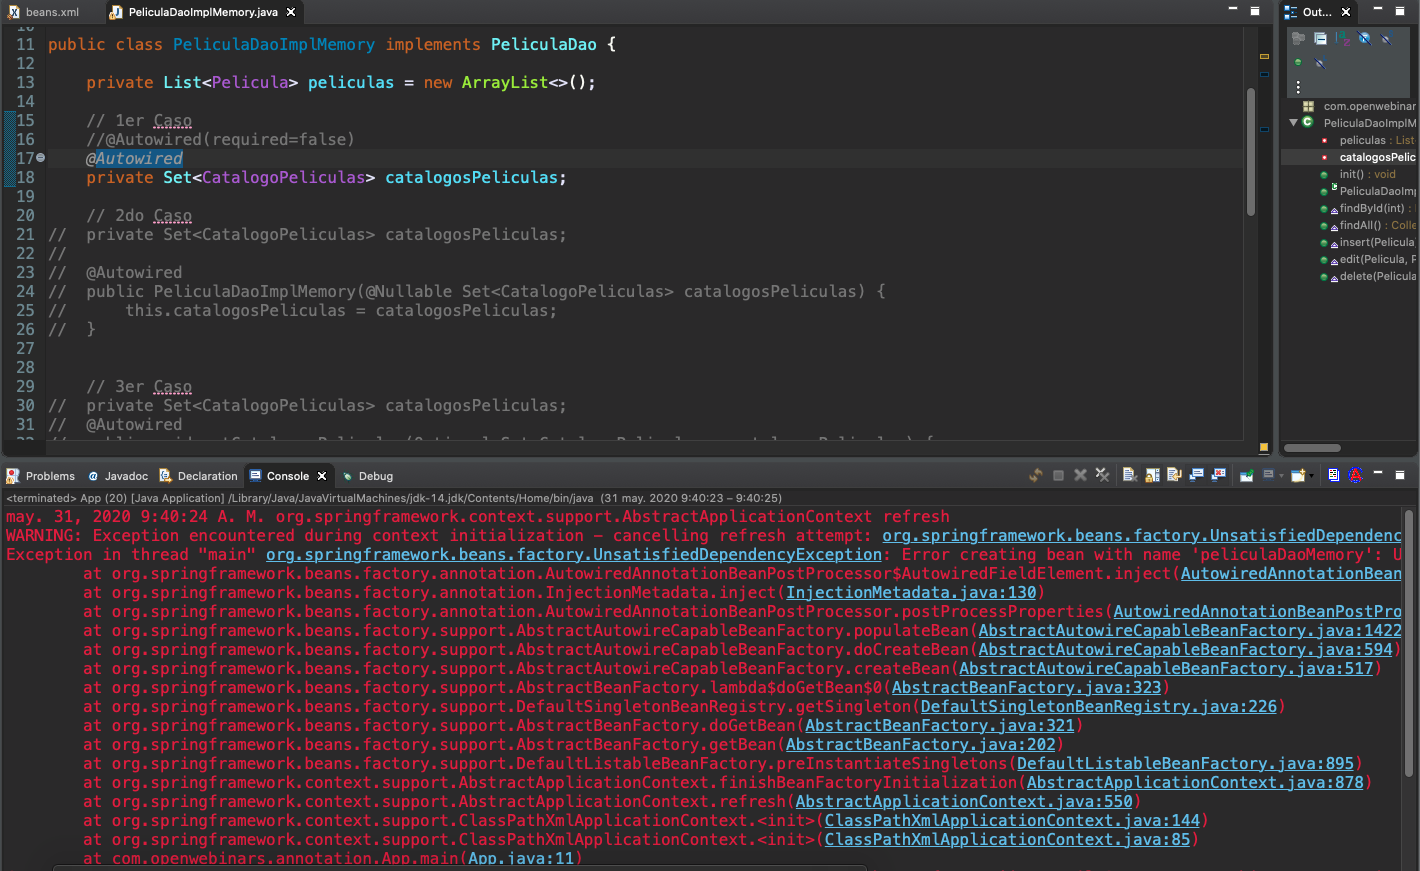 beans.xml
PeliculaDaoImplMemory.java
Out...
11 public class PeliculaDaoImplMemory implements PeliculaDao {
12
13 private List<Pelicula> peliculas = new ArrayList<>();
14
15 // 1er Caso
16 //@Autowired(required=false)
17 @Autowired
18 private Set<CatalogoPeliculas> catalogosPeliculas;
19
20 // 2do Caso
21 // private Set<CatalogoPeliculas> catalogosPeliculas;
22 //
23 // @Autowired
24 // public PeliculaDaoImplMemory(@Nullable Set<CatalogoPeliculas> catalogosPeliculas) {
25 // this.catalogosPeliculas = catalogosPeliculas;
26 // }
27
28
29 // 3er Caso
30 // private Set<CatalogoPeliculas> catalogosPeliculas;
31 // @Autowired
com.openwebinar
PeliculaDaoImplM
peliculas : List
catalogosPelic
init() : void
PeliculaDaoImp
findById(int) :
findAll() : Colle
insert(Pelicula
edit(Pelicula, P
delete(Pelicula
Problems
@ Javadoc
Declaration
Console
Debug
<terminated> App (20) [Java Application] /Library/Java/JavaVirtualMachines/jdk-14.jdk/Contents/Home/bin/java (31 may. 2020 9:40:23 – 9:40:25)
may. 31, 2020 9:40:24 A. M. org.springframework.context.support.AbstractApplicationContext refresh
WARNING: Exception encountered during context initialization - cancelling refresh attempt: org.springframework.beans.factory.UnsatisfiedDependenc
Exception in thread "main" org.springframework.beans.factory.UnsatisfiedDependencyException: Error creating bean with name 'peliculaDaoMemory': U
at org.springframework.beans.factory.annotation.AutowiredAnnotationBeanPostProcessor$AutowiredFieldElement.inject(AutowiredAnnotationBean
at org.springframework.beans.factory.annotation.InjectionMetadata.inject(InjectionMetadata.java:130)
at org.springframework.beans.factory.annotation.AutowiredAnnotationBeanPostProcessor.postProcessProperties(AutowiredAnnotationBeanPostPro
at org.springframework.beans.factory.support.AbstractAutowireCapableBeanFactory.populateBean(AbstractAutowireCapableBeanFactory.java:1422
at org.springframework.beans.factory.support.AbstractAutowireCapableBeanFactory.doCreateBean(AbstractAutowireCapableBeanFactory.java:594)
at org.springframework.beans.factory.support.AbstractAutowireCapableBeanFactory.createBean(AbstractAutowireCapableBeanFactory.java:517)
at org.springframework.beans.factory.support.AbstractBeanFactory.lambda$doGetBean$0(AbstractBeanFactory.java:323)
at org.springframework.beans.factory.support.DefaultSingletonBeanRegistry.getSingleton(DefaultSingletonBeanRegistry.java:226)
at org.springframework.beans.factory.support.AbstractBeanFactory.doGetBean(AbstractBeanFactory.java:321)
at org.springframework.beans.factory.support.AbstractBeanFactory.getBean(AbstractBeanFactory.java:202)
at org.springframework.beans.factory.support.DefaultListableBeanFactory.preInstantiateSingletons(DefaultListableBeanFactory.java:895)
at org.springframework.context.support.AbstractApplicationContext.finishBeanFactoryInitialization(AbstractApplicationContext.java:878)
at org.springframework.context.support.AbstractApplicationContext.refresh(AbstractApplicationContext.java:550)
at org.springframework.context.support.ClassPathXmlApplicationContext.<init>(ClassPathXmlApplicationContext.java:144)
at org.springframework.context.support.ClassPathXmlApplicationContext.<init>(ClassPathXmlApplicationContext.java:85)
at com.openwebinars.annotation.App.main(App.java:11)